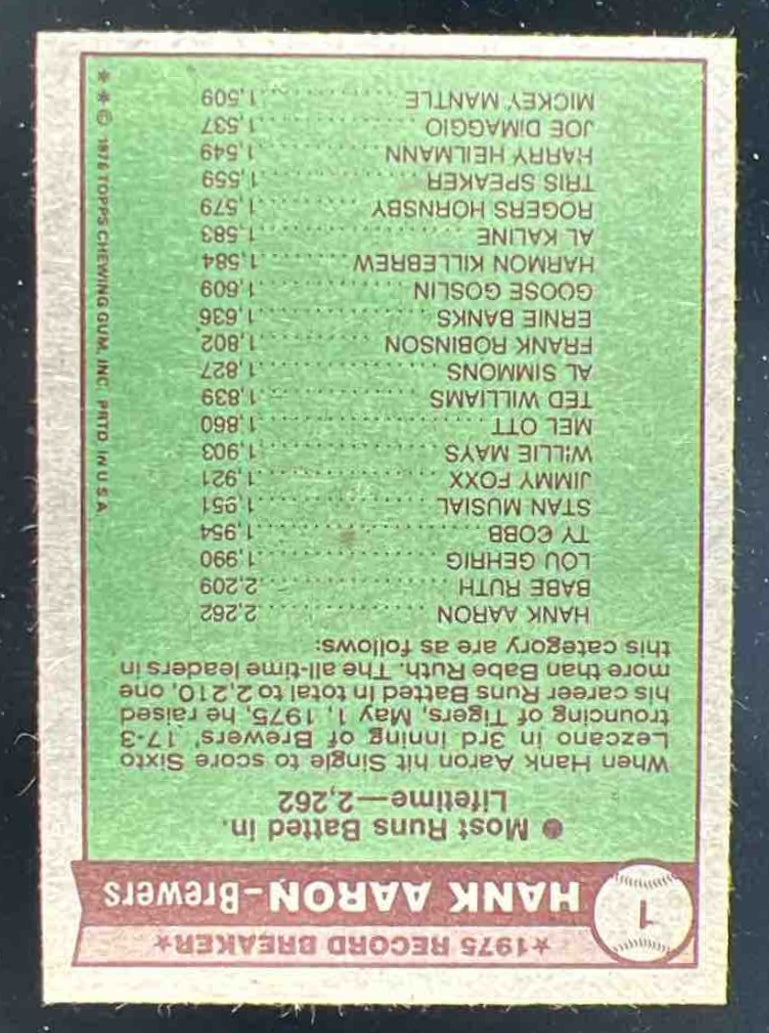 1
★1975 RECORD BREAKER★
HANK AARON-Brewers
● Most Runs Batted in.
Lifetime—2,262
When Hank Aaron hit Single to score Sixto
Lezcano in 3rd inning of Brewers' 17-3
trouncing of Tigers, May 1, 1975, he raised
his career Runs Batted In total to 2,210, one
more than Babe Ruth. The all-time leaders in
this category are as follows:
HANK AARON..................2,262
BABE RUTH..................2,209
LOU GEHRIG..................1,990
TY COBB..................1,954
STAN MUSIAL..................1,951
JIMMY FOXX..................1,921
WILLIE MAYS..................1,903
MEL OTT..................1,860
TED WILLIAMS..................1,839
AL SIMMONS..................1,827
FRANK ROBINSON..................1,802
ERNIE BANKS..................1,636
GOOSE GOSLIN..................1,609
HARMON KILLEBREW..................1,584
AL KALINE..................1,583
ROGERS HORNSBY..................1,579
TRIS SPEAKER..................1,559
HARRY HEILMANN..................1,549
JOE DiMAGGIO..................1,537
MICKEY MANTLE..................1,509
✶✶© 1976 TOPPS CHEWING GUM, INC. PRTD. IN U.S.A.